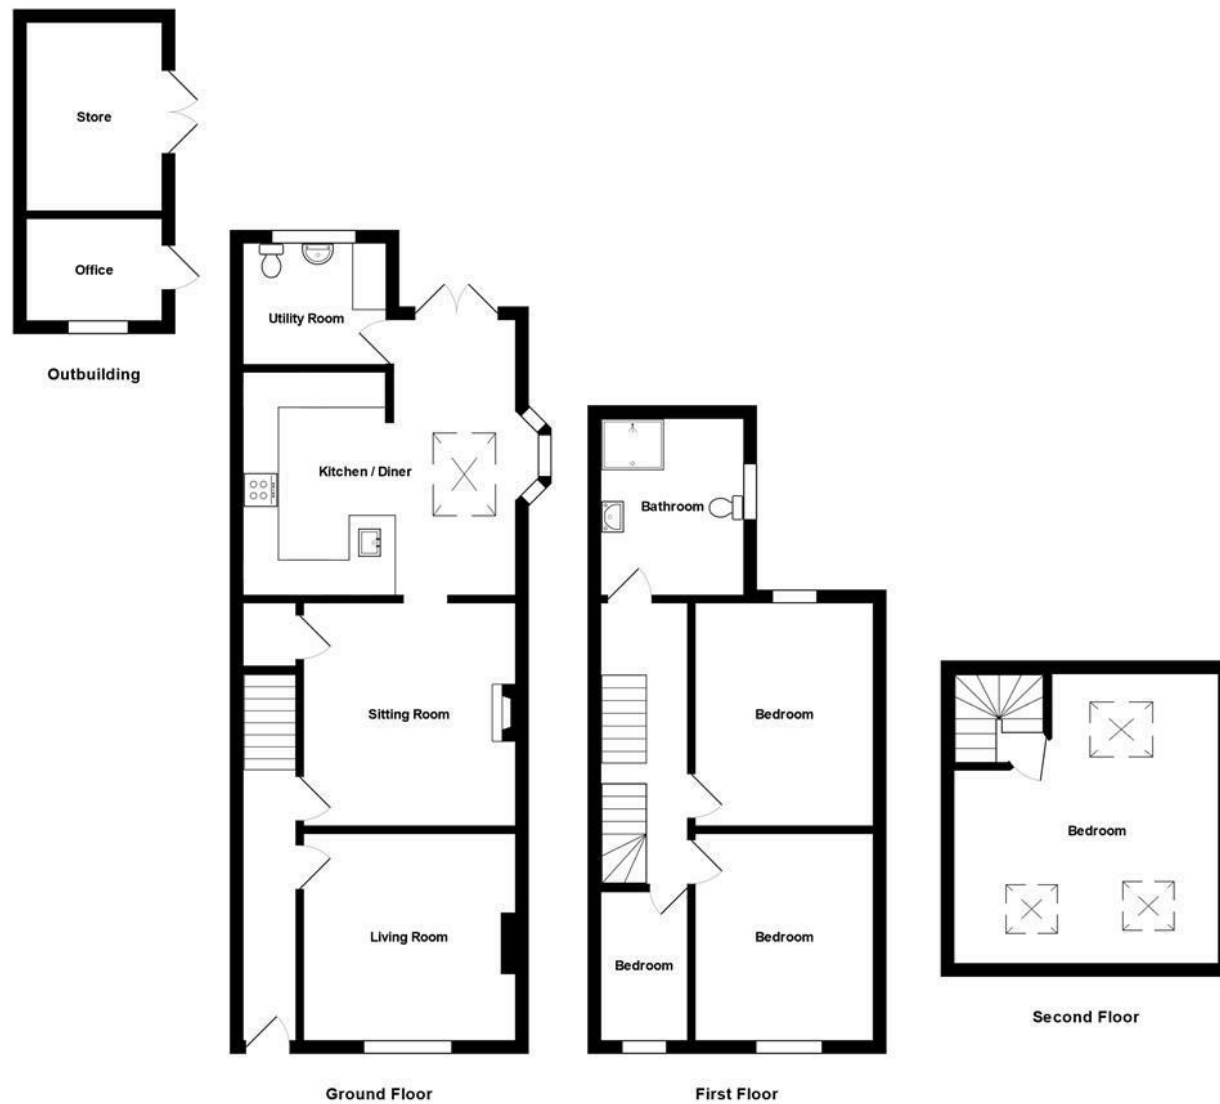 Store
Office
Outbuilding
Utility Room
Kitchen / Diner
Sitting Room
Living Room
Ground Floor
Bathroom
Bedroom
Bedroom
Bedroom
First Floor
Bedroom
Second Floor